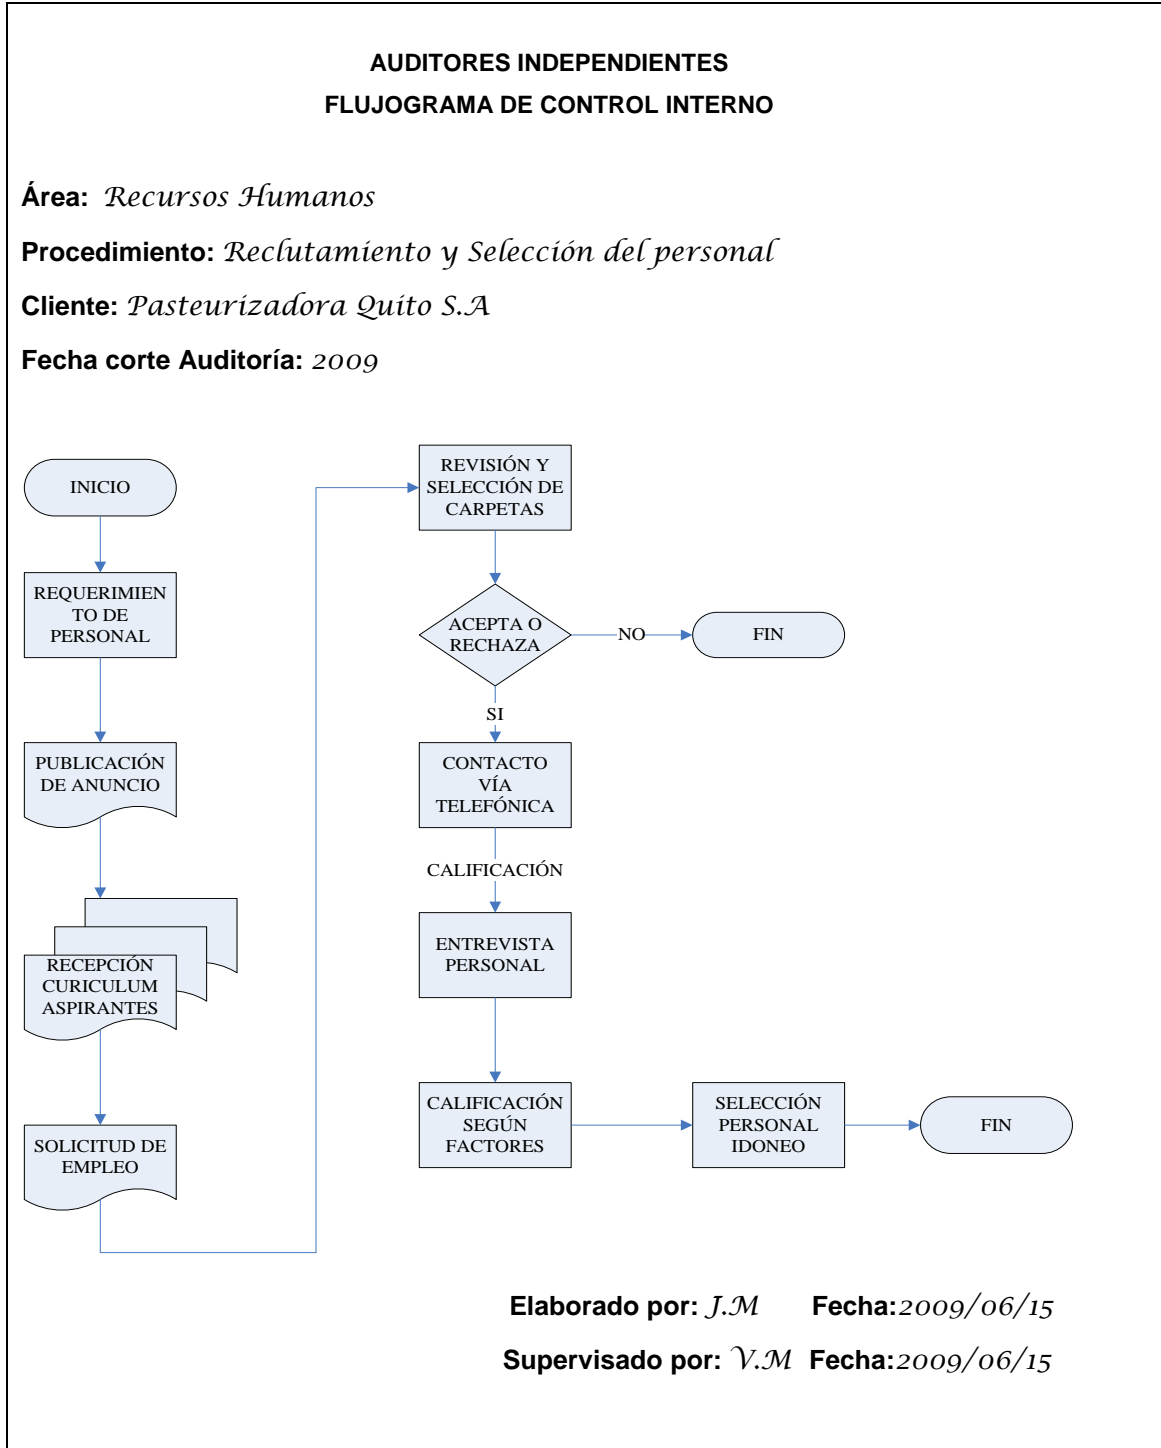 AUDITORES INDEPENDIENTES
FLUJOGRAMA DE CONTROL INTERNO
Área: Recursos Humanos
Procedimiento: Reclutamiento y Selección del personal
Cliente: Pasteurizadora Quito S.A
Fecha corte Auditoría: 2009
INICIO
REQUERIMIEN
TO DE
PERSONAL
PUBLICACIÓN
DE ANUNCIO
RECEPCIÓN
CURICULUM
ASPIRANTES
SOLICITUD DE
EMPLEO
REVISIÓN Y
SELECCIÓN DE
CARPETAS
ACEPTA O
RECHAZA
NO
FIN
SI
CONTACTO
VÍA
TELEFÓNICA
CALIFICACIÓN
ENTREVISTA
PERSONAL
CALIFICACIÓN
SEGÚN
FACTORES
SELECCIÓN
PERSONAL
IDONEO
FIN
Elaborado por: J.M Fecha:2009/06/15
Supervisado por: V.M Fecha:2009/06/15